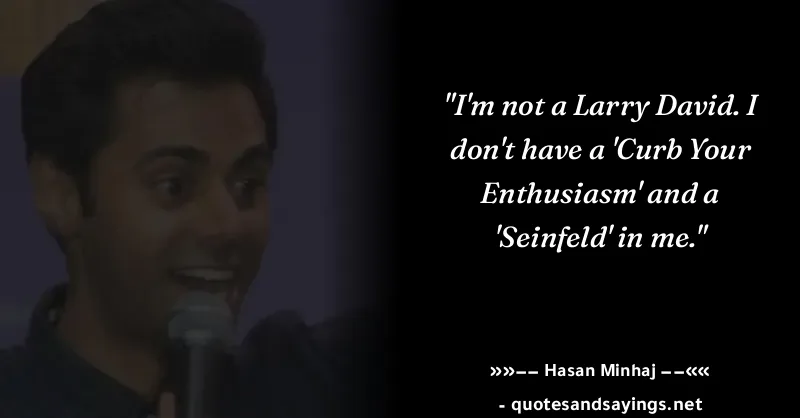 "I'm not a Larry David. I
don't have a 'Curb Your
Enthusiasm' and a
'Seinfeld' in me."
»»−− Hasan Minhaj −−««
- quotesandsayings.net